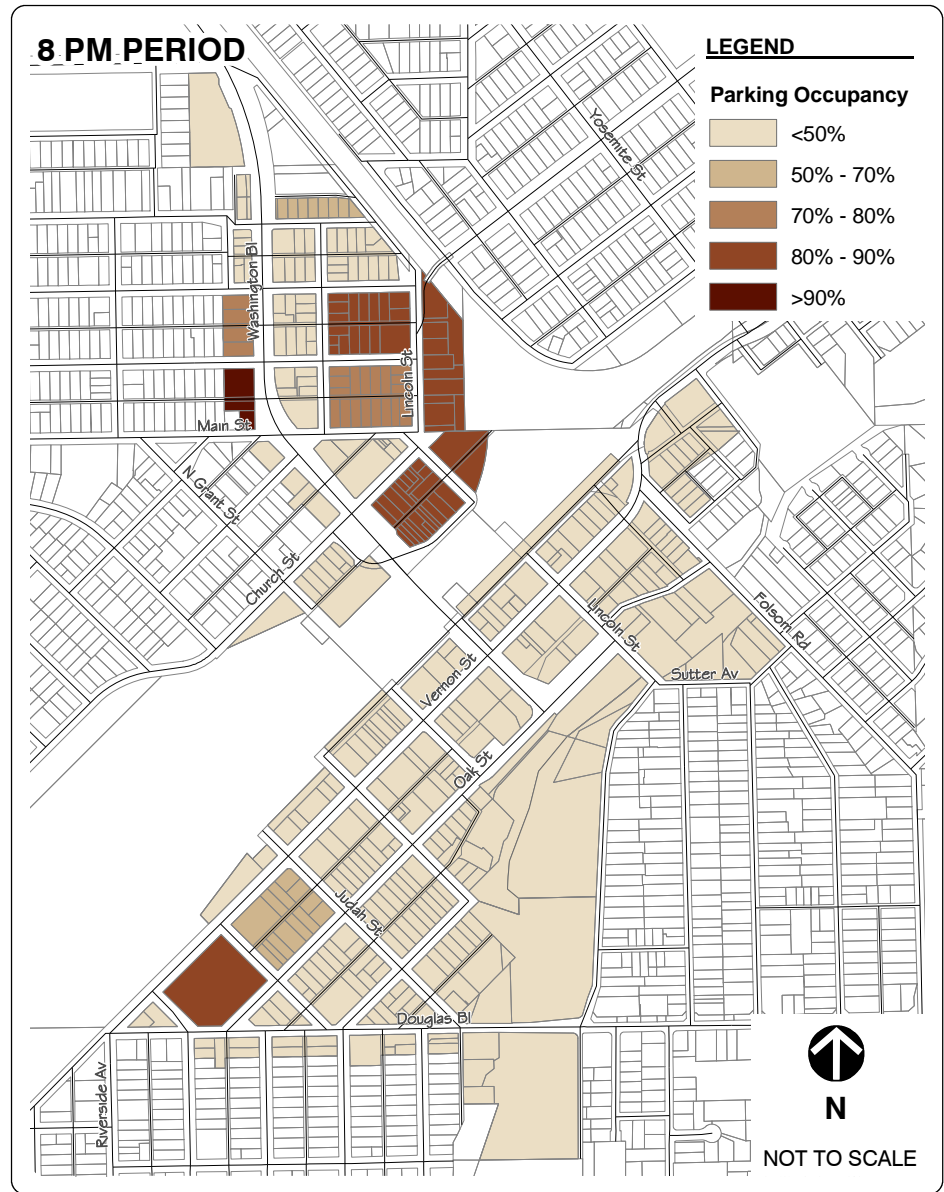 8 PM PERIOD
LEGEND
Parking Occupancy
<50%
50% - 70%
70% - 80%
80% - 90%
>90%
Yosemite St
Washington Bl
Lincoln St
Main St
N Grant St
Church St
Lincoln St
Folsom Rd
Vernon St
Sutter Av
Oak St
Judah St
Douglas Bl
Riverside Av
N
NOT TO SCALE